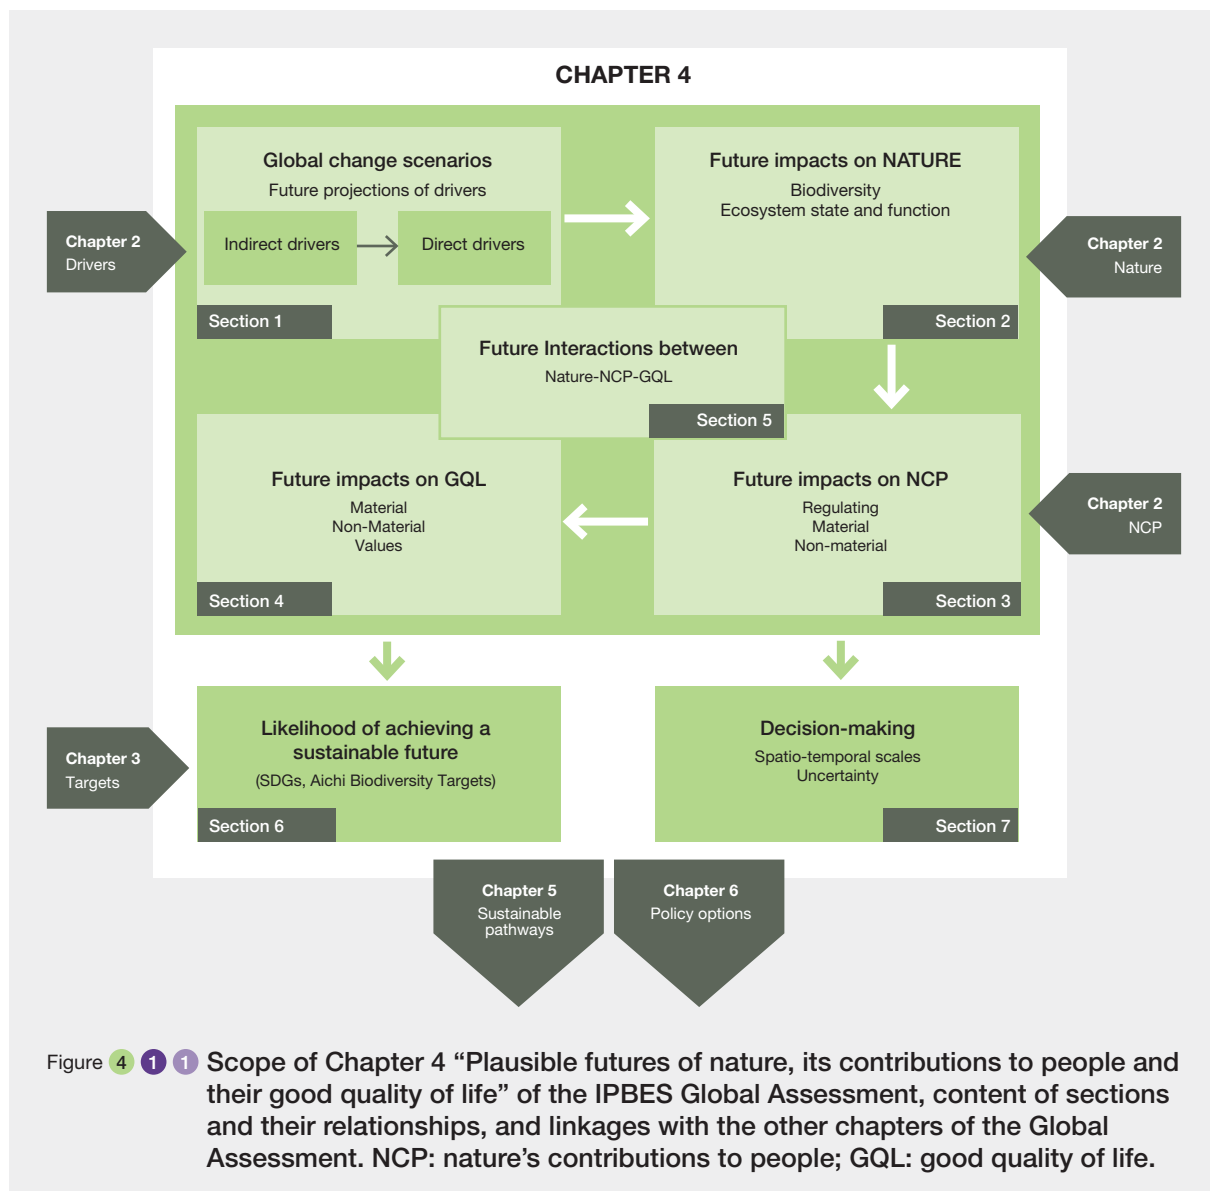 CHAPTER 4
Global change scenarios
Future projections of drivers
Indirect drivers
Direct drivers
Section 1
Future impacts on NATURE
Biodiversity
Ecosystem state and function
Section 2
Chapter 2
Drivers
Chapter 2
Nature
Future Interactions between
Nature-NCP-GQL
Section 5
Future impacts on GQL
Material
Non-Material
Values
Section 4
Future impacts on NCP
Regulating
Material
Non-material
Section 3
Chapter 2
NCP
Likelihood of achieving a
sustainable future
(SDGs, Aichi Biodiversity Targets)
Section 6
Decision-making
Spatio-temporal scales
Uncertainty
Section 7
Chapter 3
Targets
Chapter 5
Sustainable
pathways
Chapter 6
Policy options
Figure 4 1 1 Scope of Chapter 4 “Plausible futures of nature, its contributions to people and
their good quality of life” of the IPBES Global Assessment, content of sections
and their relationships, and linkages with the other chapters of the Global
Assessment. NCP: nature’s contributions to people; GQL: good quality of life.